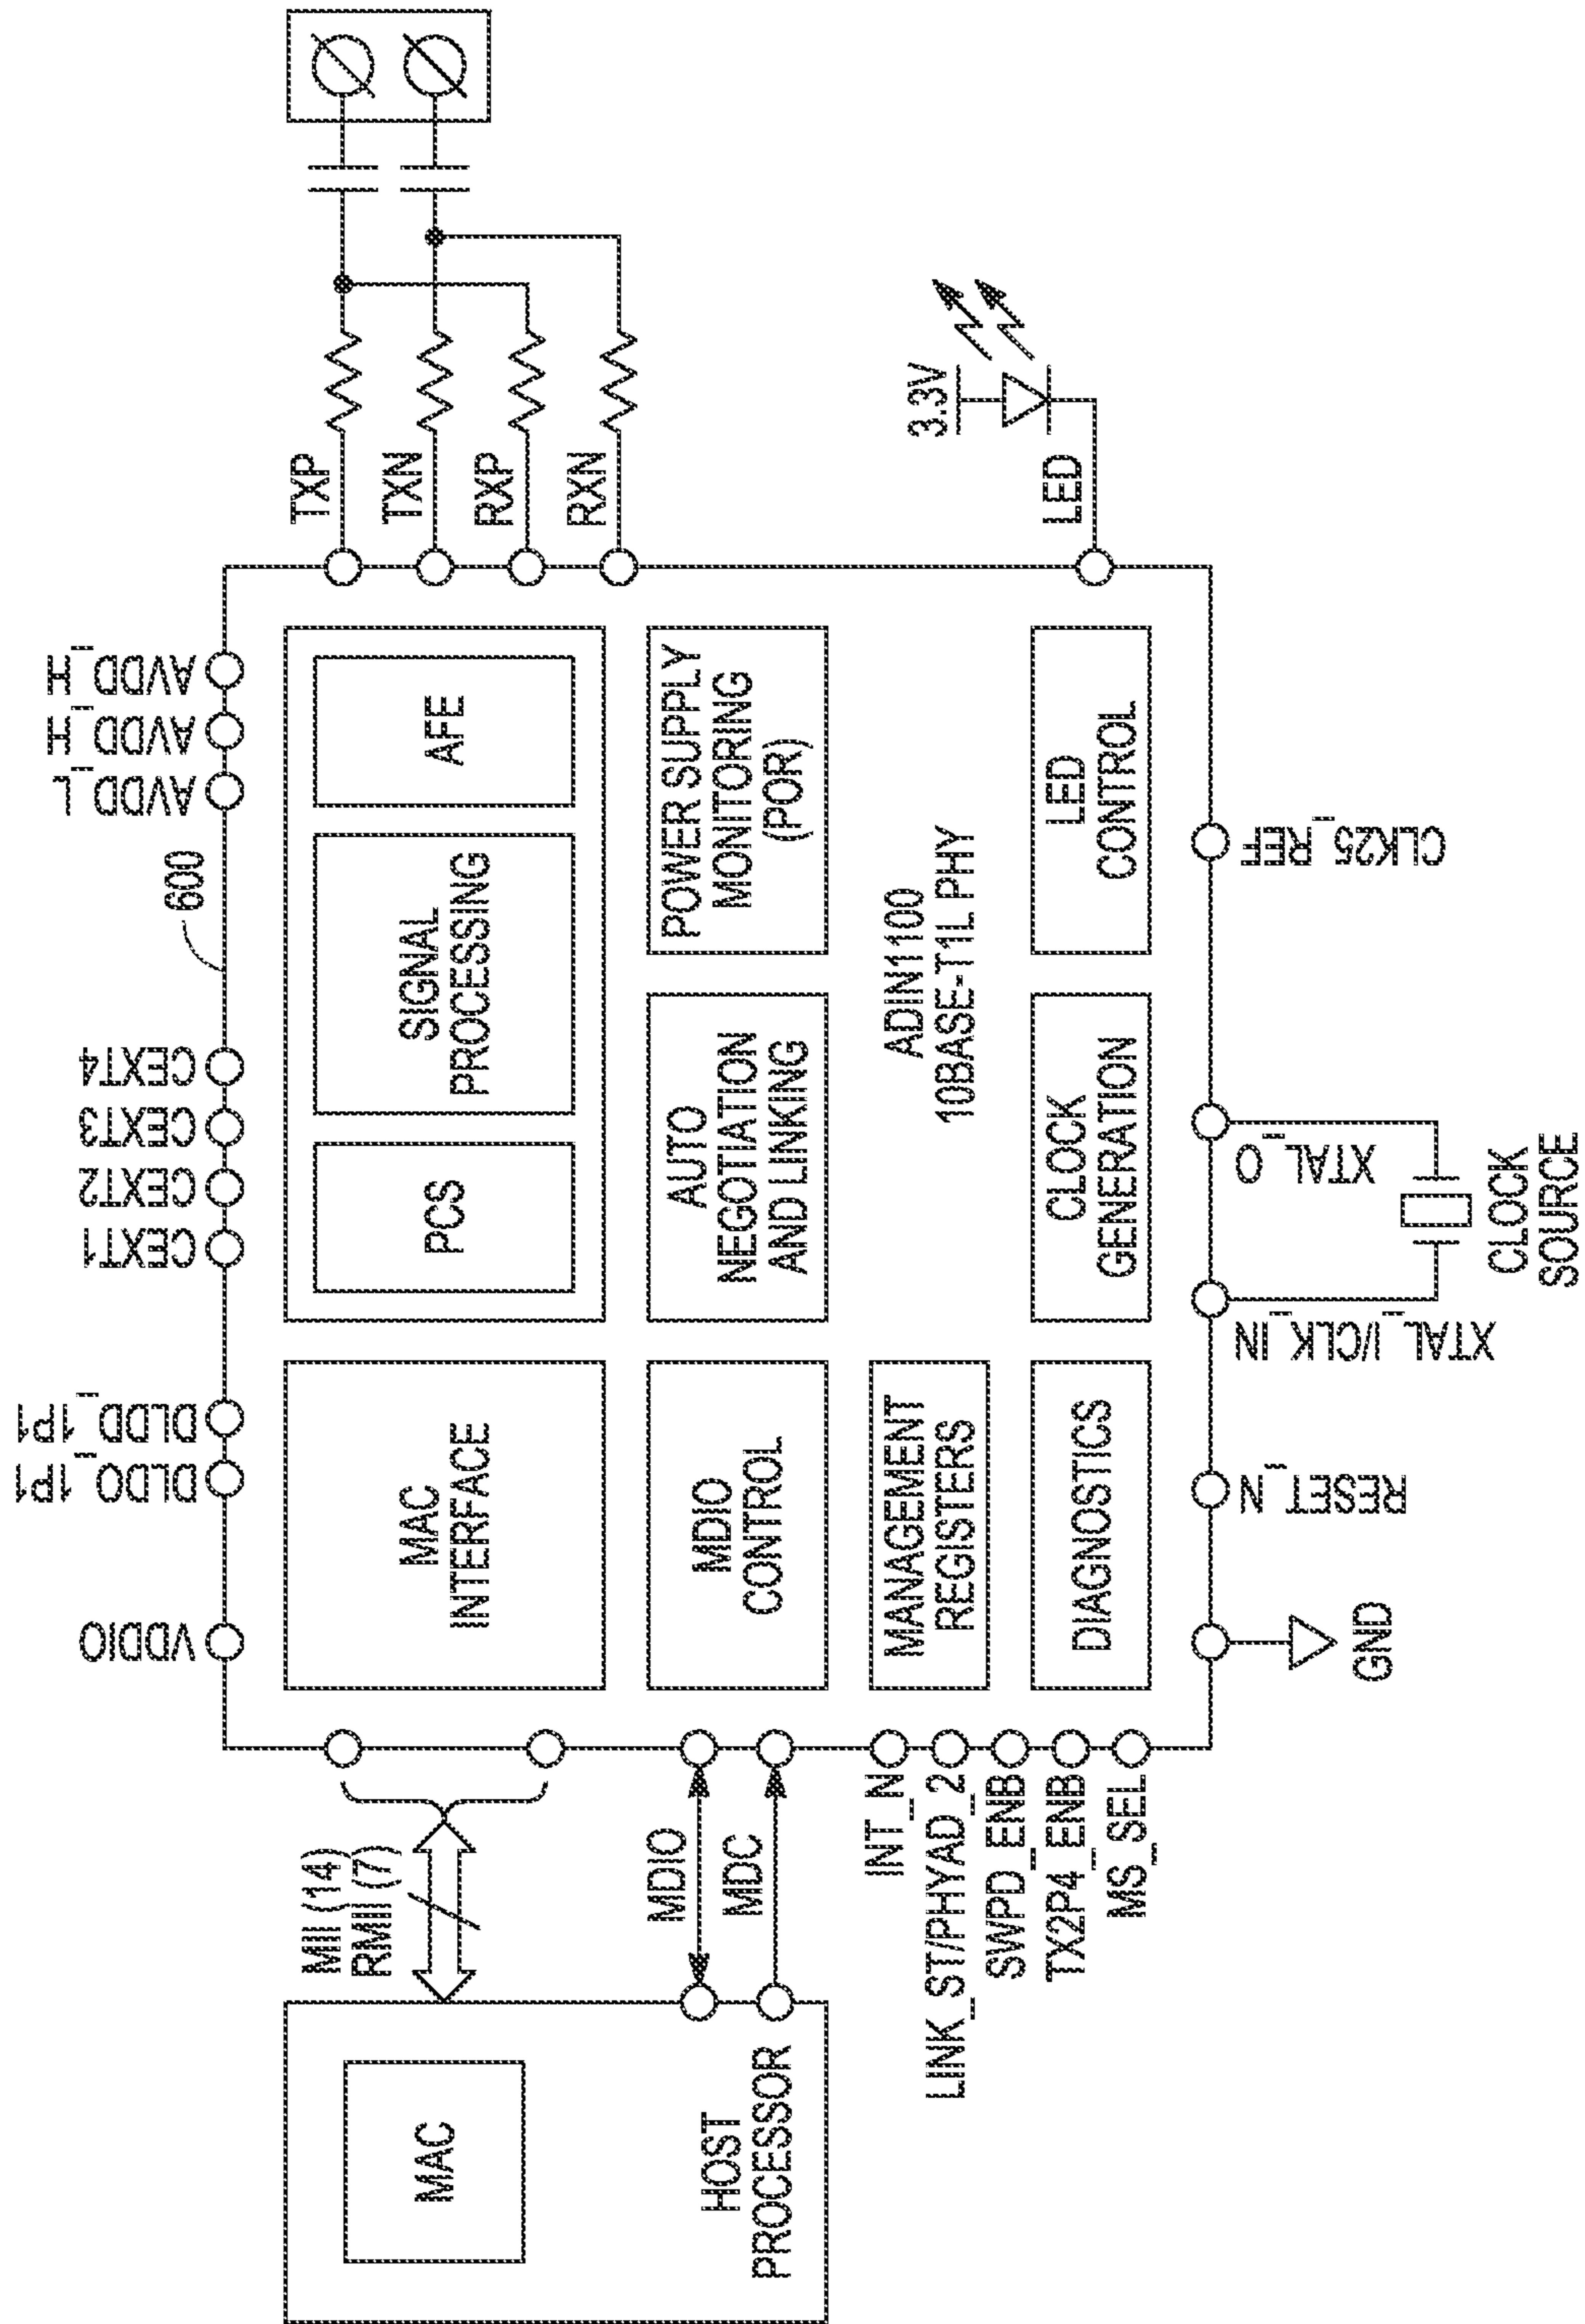 VDDIO
DLDO_1P1
DLDD_1P1
CEXT1
CEXT2
CEXT3
CEXT4
600
AVDD_L
AVDD_H
AVDD_H
MAC
HOST
PROCESSOR
MII (14)
RMII (7)
MDIO
MDC
INT_N
LINK_ST/PHYAD_2
SWPD_ENB
TX2P4_ENB
MS_SEL
MAC
INTERFACE
PCS
SIGNAL
PROCESSING
AFE
MDIO
CONTROL
AUTO
NEGOTIATION
AND LINKING
POWER SUPPLY
MONITORING
(POR)
MANAGEMENT
REGISTERS
ADIN1100
10BASE-T1L PHY
DIAGNOSTICS
CLOCK
GENERATION
LED
CONTROL
TXP
TXN
RXP
RXN
3.3V
LED
GND
RESET_N
XTAL_I/CLK_IN
XTAL_O
CLK25_REF
CLOCK
SOURCE